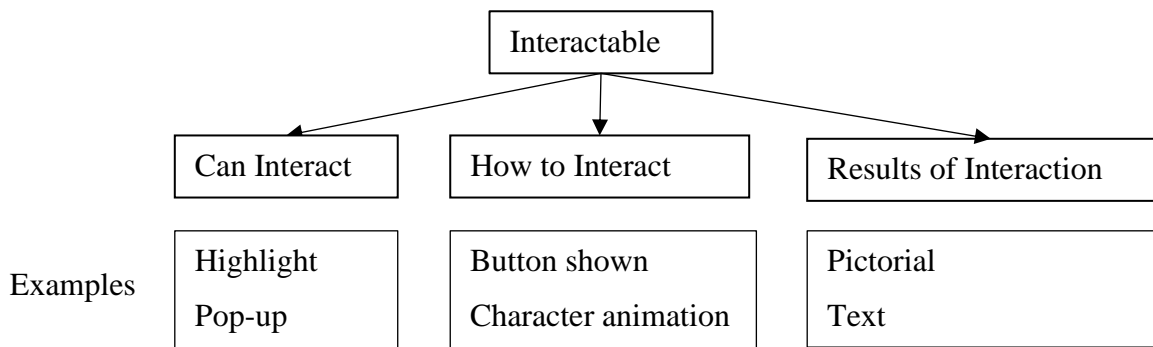 Interactable
Can Interact
How to Interact
Results of Interaction
Examples
Highlight
Pop-up
Button shown
Character animation
Pictorial
Text